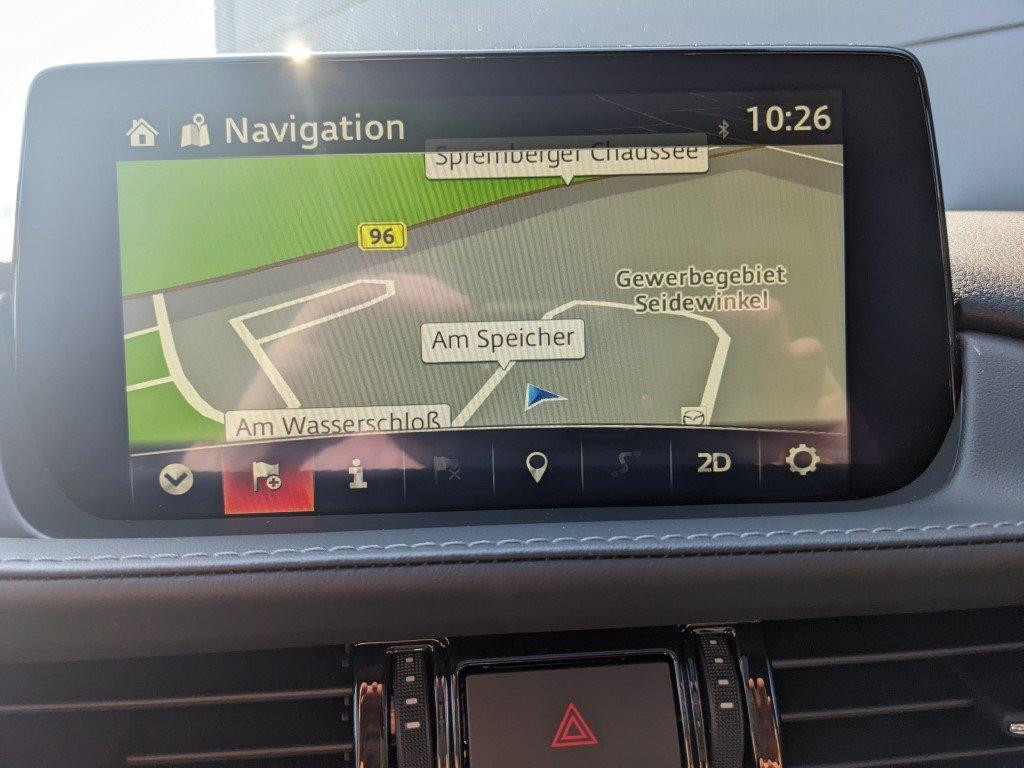 Navigation
10:26
Spremberger Chaussee
96
Gewerbegebiet
Seidewinkel
Am Speicher
Am Wasserschloß
2D